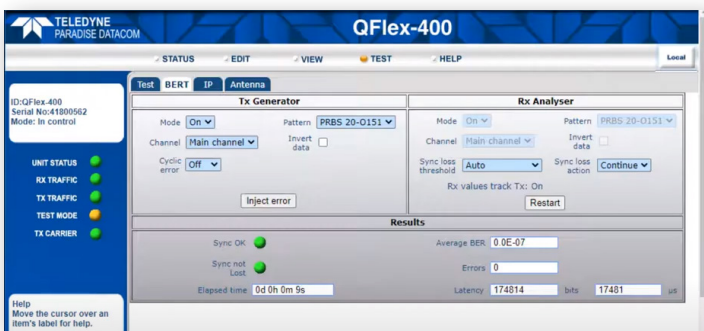 TELEDYNE
PARADISE DATACOM
QFlex-400
STATUS EDIT VIEW TEST HELP Local
Test BERT IP Antenna
ID:QFlex-400
Serial No:41800562
Mode: In control
UNIT STATUS
RX TRAFFIC
TX TRAFFIC
TEST MODE
TX CARRIER
Help
Move the cursor over an
item's label for help.
Tx Generator
Mode On Pattern PRBS 20-O151
Channel Main channel Invert data
Cyclic error Off
Inject error
Rx Analyser
Mode On Pattern PRBS 20-O151
Channel Main channel Invert data
Sync loss threshold Auto Sync loss action Continue
Rx values track Tx: On
Restart
Results
Sync OK Average BER 0.0E-07
Sync not Lost Errors 0
Elapsed time 0d 0h 0m 9s Latency 174814 bits 17481 µs